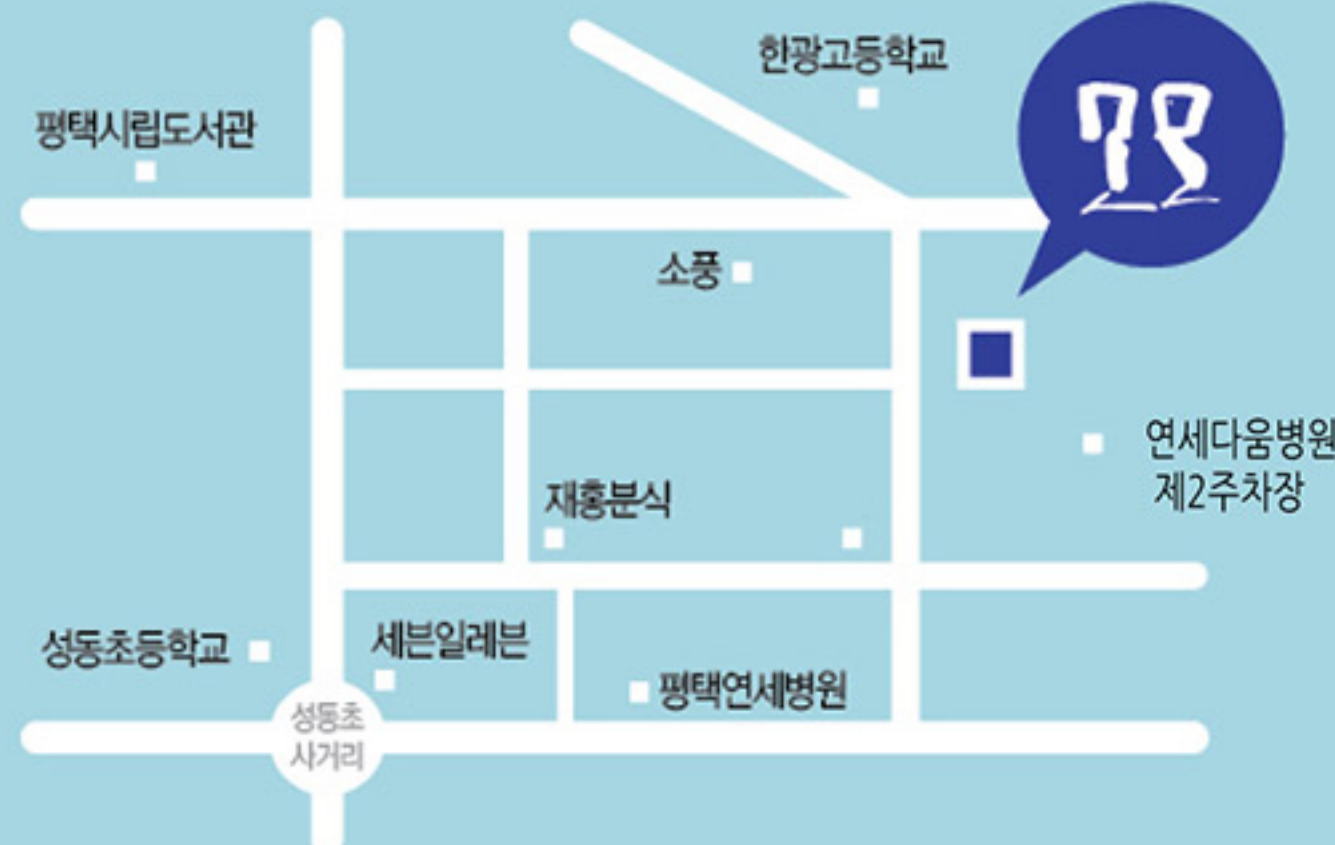 한광고등학교
평택시립도서관
소풍
연세다움병원
제2주차장
재홍분식
성동초등학교
세븐일레븐
평택연세병원
성동초
사거리